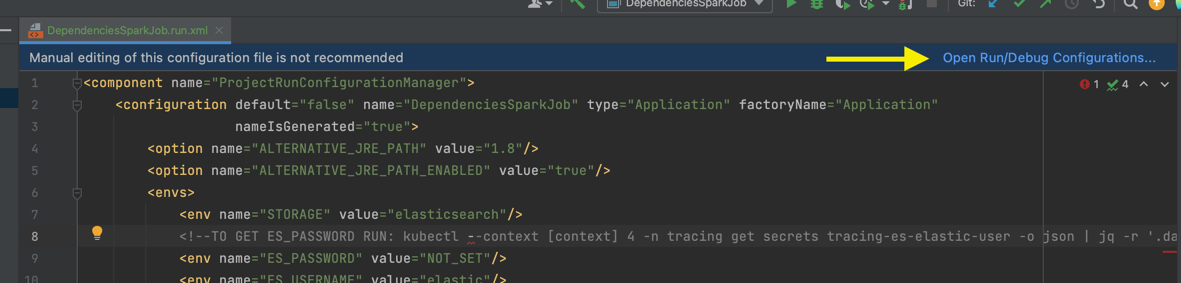 DependenciesSparkJob
Git:
DependenciesSparkJob.run.xml
Manual editing of this configuration file is not recommended
Open Run/Debug Configurations...
1 <component name="ProjectRunConfigurationManager">
1 4
2 <configuration default="false" name="DependenciesSparkJob" type="Application" factoryName="Application"
3 nameIsGenerated="true">
4 <option name="ALTERNATIVE_JRE_PATH" value="1.8"/>
5 <option name="ALTERNATIVE_JRE_PATH_ENABLED" value="true"/>
6 <envs>
7 <env name="STORAGE" value="elasticsearch"/>
8 <!--TO GET ES_PASSWORD RUN: kubectl --context [context] 4 -n tracing get secrets tracing-es-elastic-user -o json | jq -r '.da
9 <env name="ES_PASSWORD" value="NOT_SET"/>
10 <env name="ES_USERNAME" value="elastic"/>